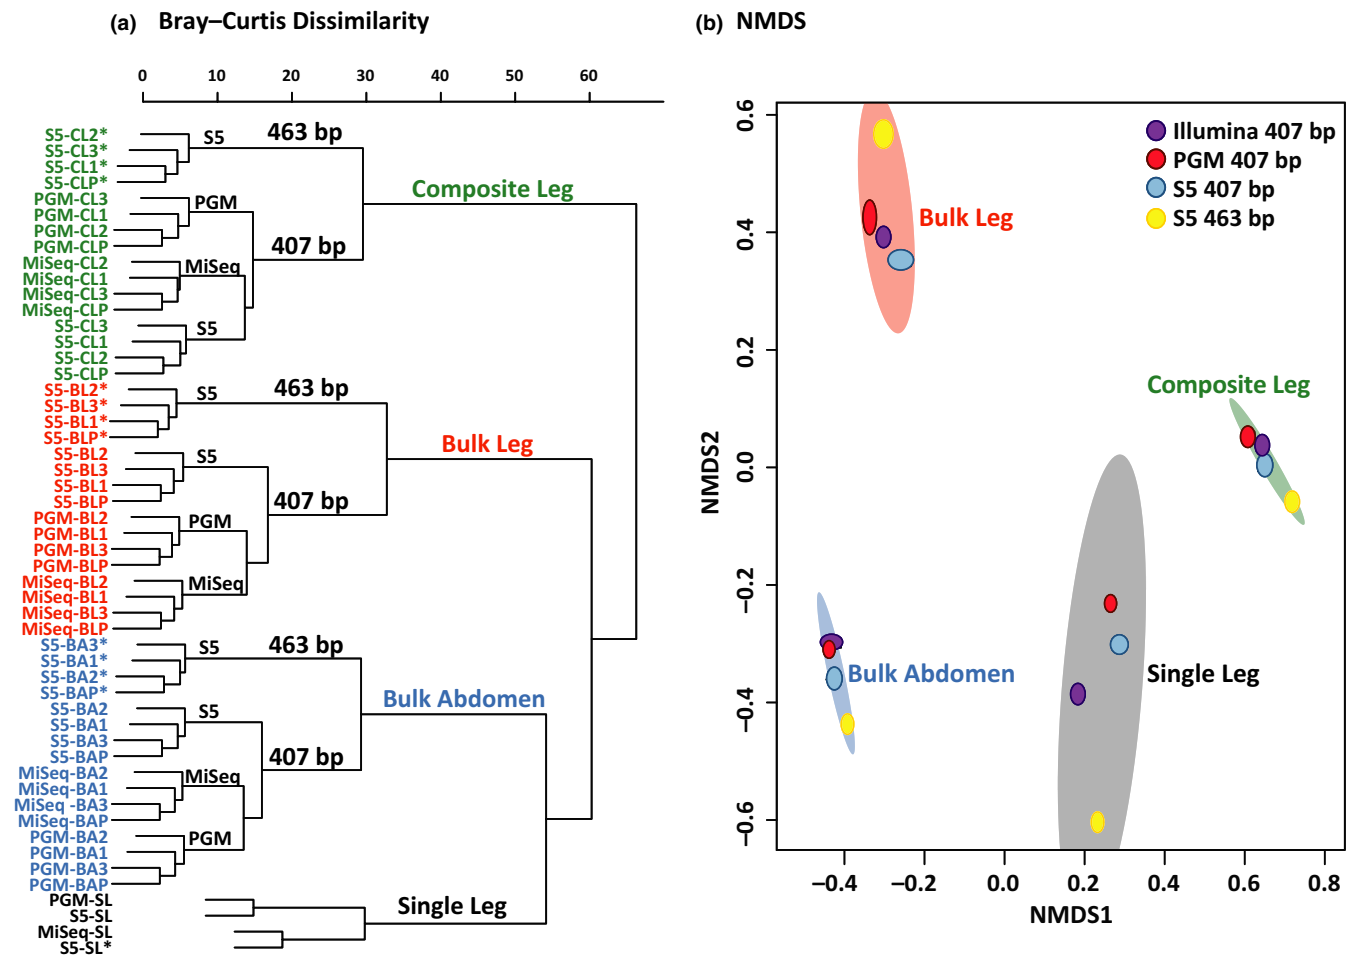 (a) Bray–Curtis Dissimilarity
0 10 20 30 40 50 60
S5-CL2*
S5-CL3*
S5-CL1*
S5-CLP*
PGM-CL3
PGM-CL1
PGM-CL2
PGM-CLP
MiSeq-CL2
MiSeq-CL1
MiSeq-CL3
MiSeq-CLP
S5-CL3
S5-CL1
S5-CL2
S5-CLP
S5-BL2*
S5-BL3*
S5-BL1*
S5-BLP*
S5-BL2
S5-BL3
S5-BL1
S5-BLP
PGM-BL2
PGM-BL1
PGM-BL3
PGM-BLP
MiSeq-BL2
MiSeq-BL1
MiSeq-BL3
MiSeq-BLP
S5-BA3*
S5-BA1*
S5-BA2*
S5-BAP*
S5-BA2
S5-BA1
S5-BA3
S5-BAP
MiSeq-BA2
MiSeq-BA1
MiSeq -BA3
MiSeq-BAP
PGM-BA2
PGM-BA1
PGM-BA3
PGM-BAP
PGM-SL
S5-SL
MiSeq-SL
S5-SL*
S5 463 bp
Composite Leg
PGM
407 bp
MiSeq
S5
S5 463 bp
Bulk Leg
S5
407 bp
PGM
MiSeq
S5 463 bp
Bulk Abdomen
S5
407 bp
MiSeq
PGM
Single Leg
(b) NMDS
Illumina 407 bp
PGM 407 bp
S5 407 bp
S5 463 bp
Bulk Leg
Composite Leg
Bulk Abdomen
Single Leg
NMDS2
0.6
0.4
0.2
0.0
−0.2
−0.4
−0.6
−0.4 −0.2 0.0 0.2 0.4 0.6 0.8
NMDS1